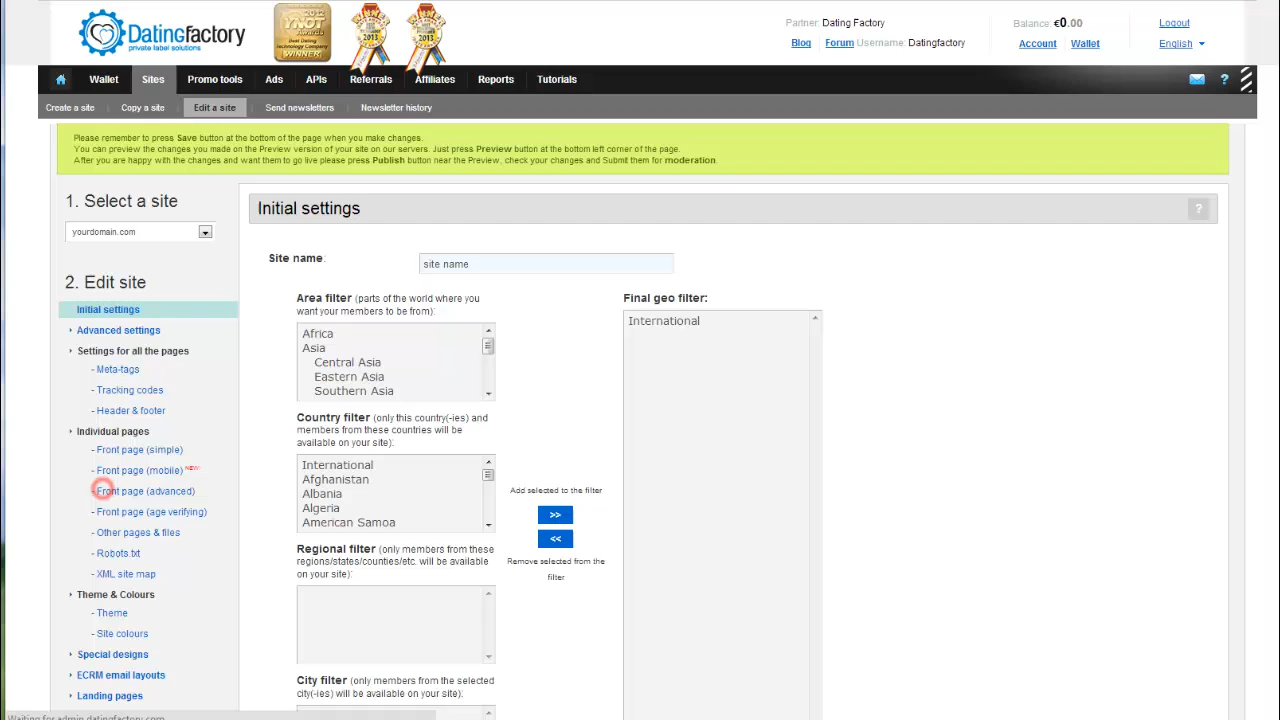 Datingfactory
private label solutions
2012
YNOT
Awards
Best Dating
Technology Company
WINNER
2013
2013
Partner: Dating Factory
Blog Forum Username: Datingfactory
Balance: €0.00
Account Wallet
Logout
English
Wallet Sites Promo tools Ads APIs Referrals Affiliates Reports Tutorials ?
Create a site Copy a site Edit a site Send newsletters Newsletter history
Please remember to press Save button at the bottom of the page when you make changes.
You can preview the changes you made on the Preview version of your site on our servers. Just press Preview button at the bottom left corner of the page.
After you are happy with the changes and want them to go live please press Publish button near the Preview, check your changes and Submit them for moderation.
1. Select a site
yourdomain.com
2. Edit site
Initial settings
Advanced settings
Settings for all the pages
- Meta-tags
- Tracking codes
- Header & footer
Individual pages
- Front page (simple)
- Front page (mobile) NEW!
- Front page (advanced)
- Front page (age verifying)
- Other pages & files
- Robots.txt
- XML site map
Theme & Colours
- Theme
- Site colours
Special designs
ECRM email layouts
Landing pages
Initial settings ?
Site name: site name
Area filter (parts of the world where you
want your members to be from):
Africa
Asia
Central Asia
Eastern Asia
Southern Asia
Country filter (only this country(-ies) and
members from these countries will be
available on your site):
International
Afghanistan
Albania
Algeria
American Samoa
Regional filter (only members from these
regions/states/counties/etc. will be available
on your site):
City filter (only members from the selected
city(-ies) will be available on your site):
Add selected to the filter
>>
<<
Remove selected from the
filter
Final geo filter:
International
Waiting for admin.datingfactory.com